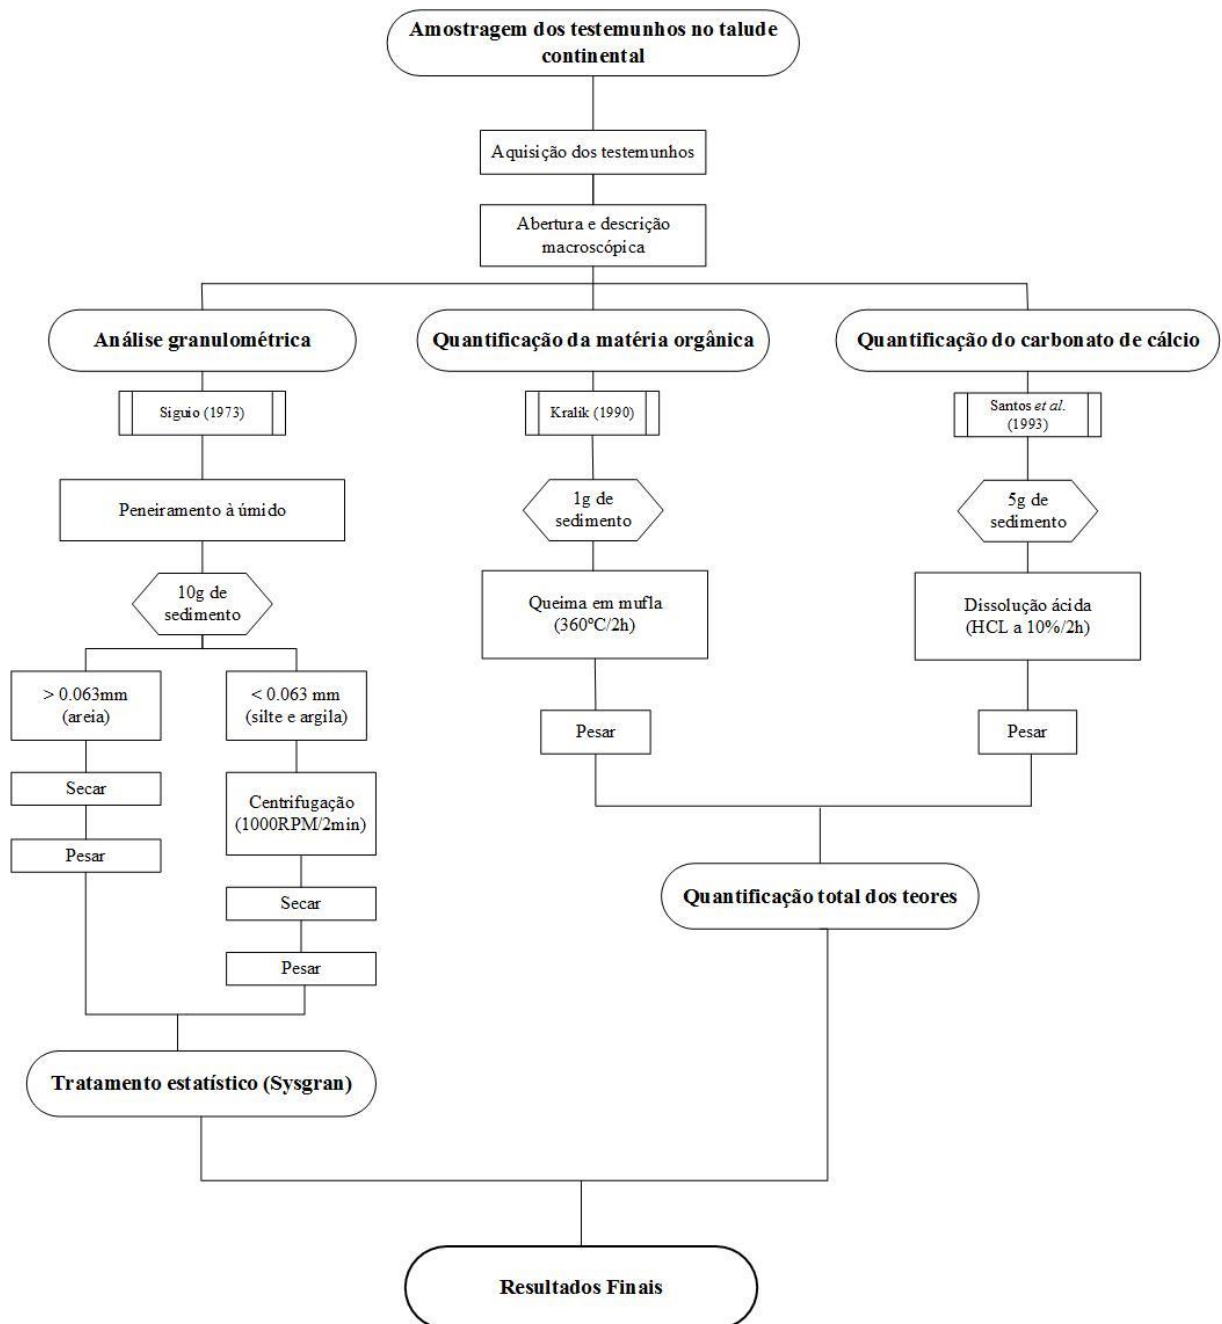 Amostragem dos testemunhos no talude
continental
Aquisição dos testemunhos
Abertura e descrição
macroscópica
Análise granulométrica
Quantificação da matéria orgânica
Quantificação do carbonato de cálcio
Siguio (1973)
Kralik (1990)
Santos et al.
(1993)
Peneiramento à úmido
1g de
sedimento
5g de
sedimento
10g de
sedimento
Queima em mufla
(360ºC/2h)
Dissolução ácida
(HCL a 10%/2h)
> 0.063mm
(areia)
< 0.063 mm
(silte e argila)
Pesar
Pesar
Secar
Centrifugação
(1000RPM/2min)
Pesar
Secar
Pesar
Quantificação total dos teores
Tratamento estatístico (Sysgran)
Resultados Finais